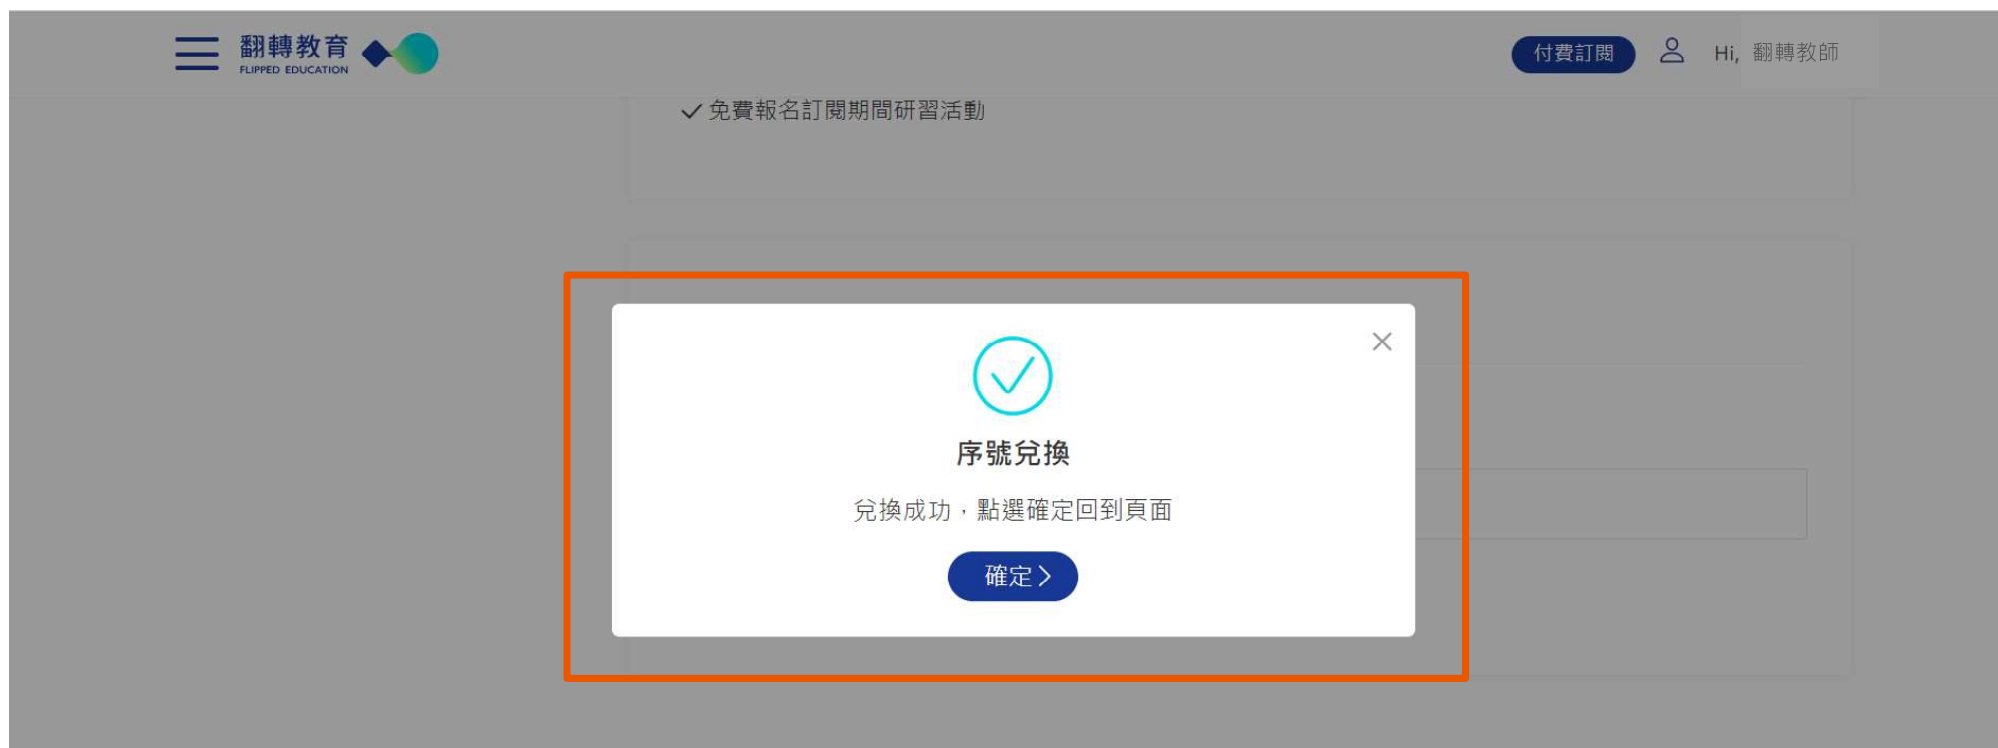 翻轉教育
FLIPPED EDUCATION
付費訂閱
Hi, 翻轉教師
免費報名訂閱期間研習活動
序號兌換
兌換成功，點選確定回到頁面
確定